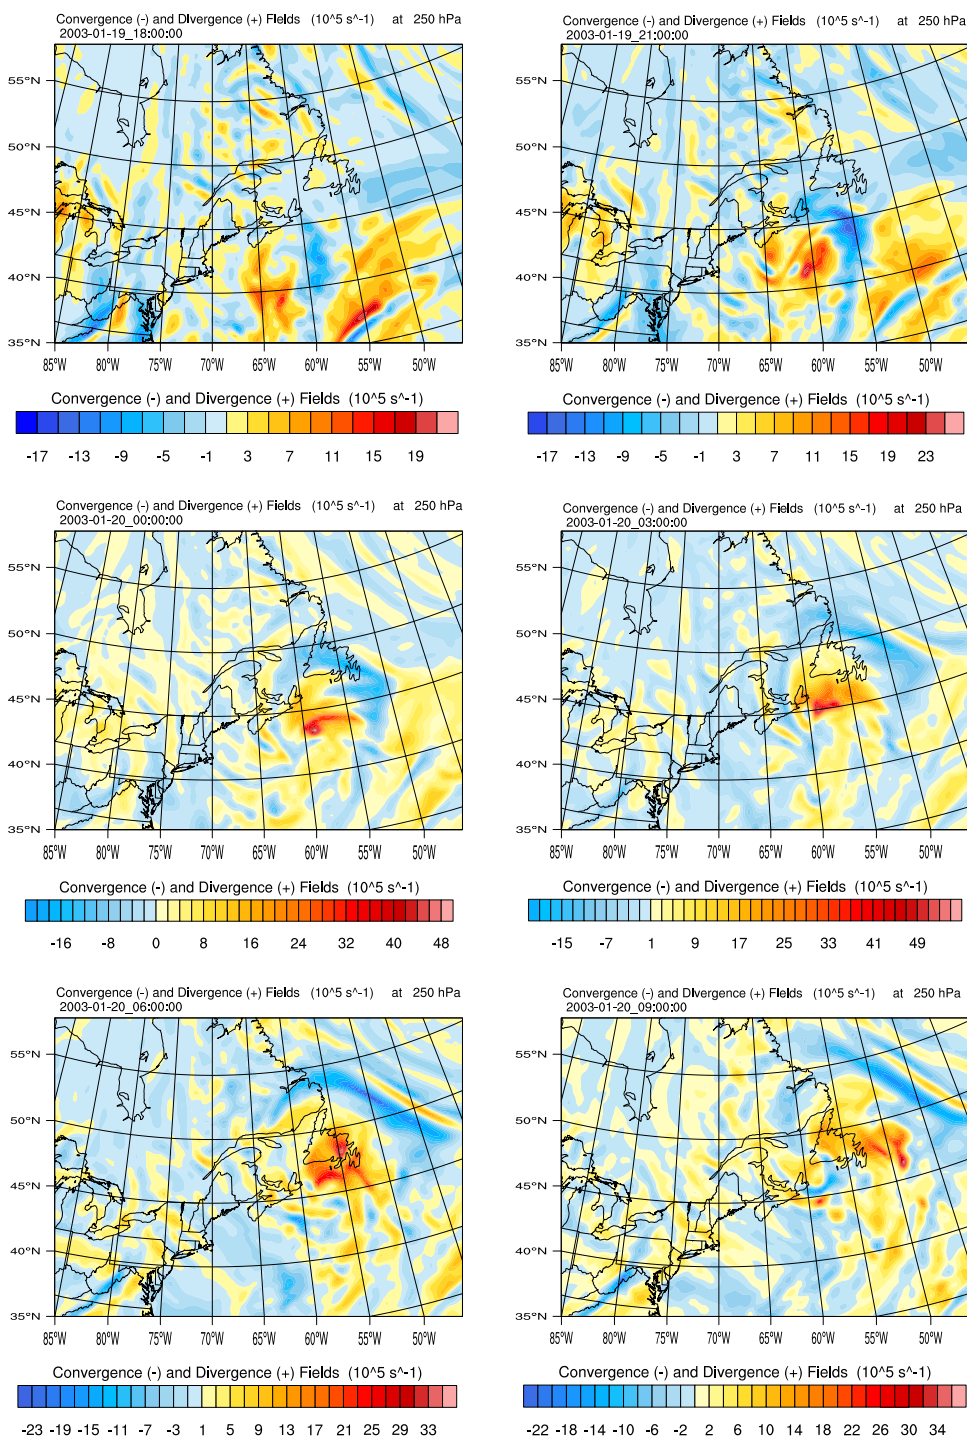 Convergence (-) and Divergence (+) Fields (10^5 s^-1) at 250 hPa
2003-01-19_18:00:00
55°N
50°N
45°N
40°N
35°N
85°W 80°W 75°W 70°W 65°W 60°W 55°W 50°W
Convergence (-) and Divergence (+) Fields (10^5 s^-1)
-17 -13 -9 -5 -1 3 7 11 15 19
Convergence (-) and Divergence (+) Fields (10^5 s^-1) at 250 hPa
2003-01-19_21:00:00
55°N
50°N
45°N
40°N
35°N
85°W 80°W 75°W 70°W 65°W 60°W 55°W 50°W
Convergence (-) and Divergence (+) Fields (10^5 s^-1)
-17 -13 -9 -5 -1 3 7 11 15 19 23
Convergence (-) and Divergence (+) Fields (10^5 s^-1) at 250 hPa
2003-01-20_00:00:00
55°N
50°N
45°N
40°N
35°N
85°W 80°W 75°W 70°W 65°W 60°W 55°W 50°W
Convergence (-) and Divergence (+) Fields (10^5 s^-1)
-16 -8 0 8 16 24 32 40 48
Convergence (-) and Divergence (+) Fields (10^5 s^-1) at 250 hPa
2003-01-20_03:00:00
55°N
50°N
45°N
40°N
35°N
85°W 80°W 75°W 70°W 65°W 60°W 55°W 50°W
Convergence (-) and Divergence (+) Fields (10^5 s^-1)
-15 -7 1 9 17 25 33 41 49
Convergence (-) and Divergence (+) Fields (10^5 s^-1) at 250 hPa
2003-01-20_06:00:00
55°N
50°N
45°N
40°N
35°N
85°W 80°W 75°W 70°W 65°W 60°W 55°W 50°W
Convergence (-) and Divergence (+) Fields (10^5 s^-1)
-23 -19 -15 -11 -7 -3 1 5 9 13 17 21 25 29 33
Convergence (-) and Divergence (+) Fields (10^5 s^-1) at 250 hPa
2003-01-20_09:00:00
55°N
50°N
45°N
40°N
35°N
85°W 80°W 75°W 70°W 65°W 60°W 55°W 50°W
Convergence (-) and Divergence (+) Fields (10^5 s^-1)
-22 -18 -14 -10 -6 -2 2 6 10 14 18 22 26 30 34